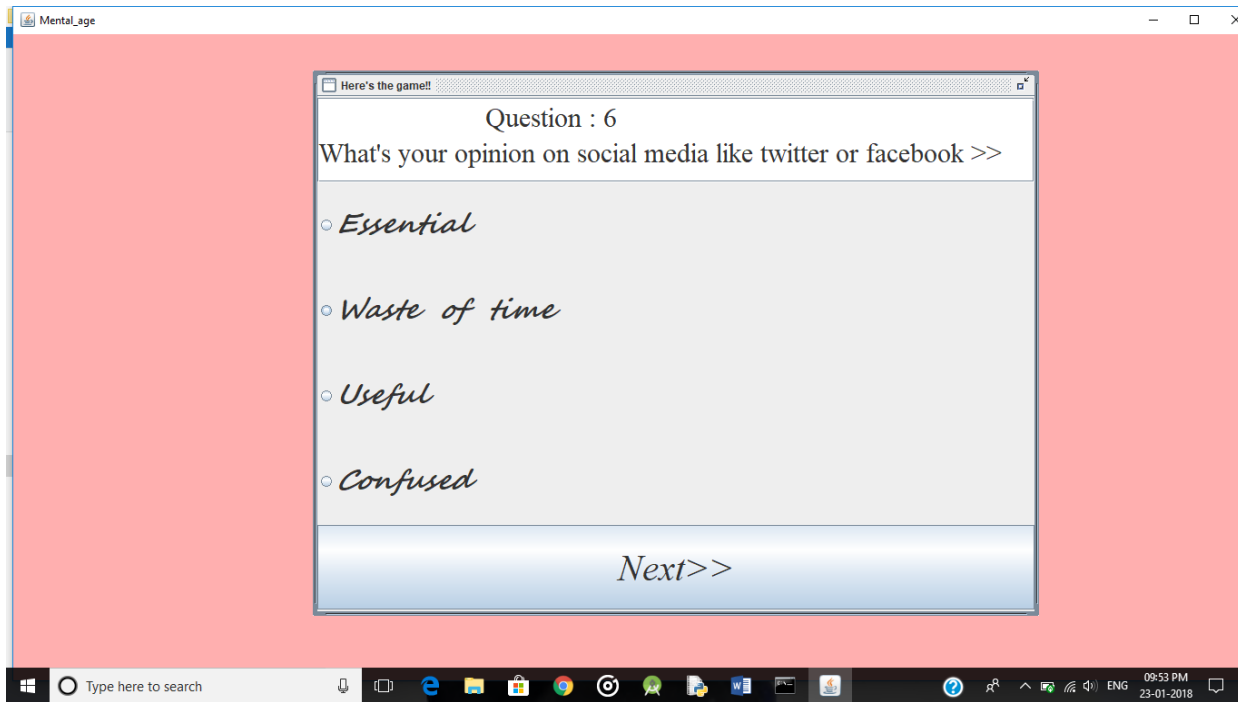 Mental_age
Here's the game!!
Question : 6
What's your opinion on social media like twitter or facebook >>
Essential
Waste of time
Useful
Confused
Next>>
Type here to search
ENG
09:53 PM
23-01-2018